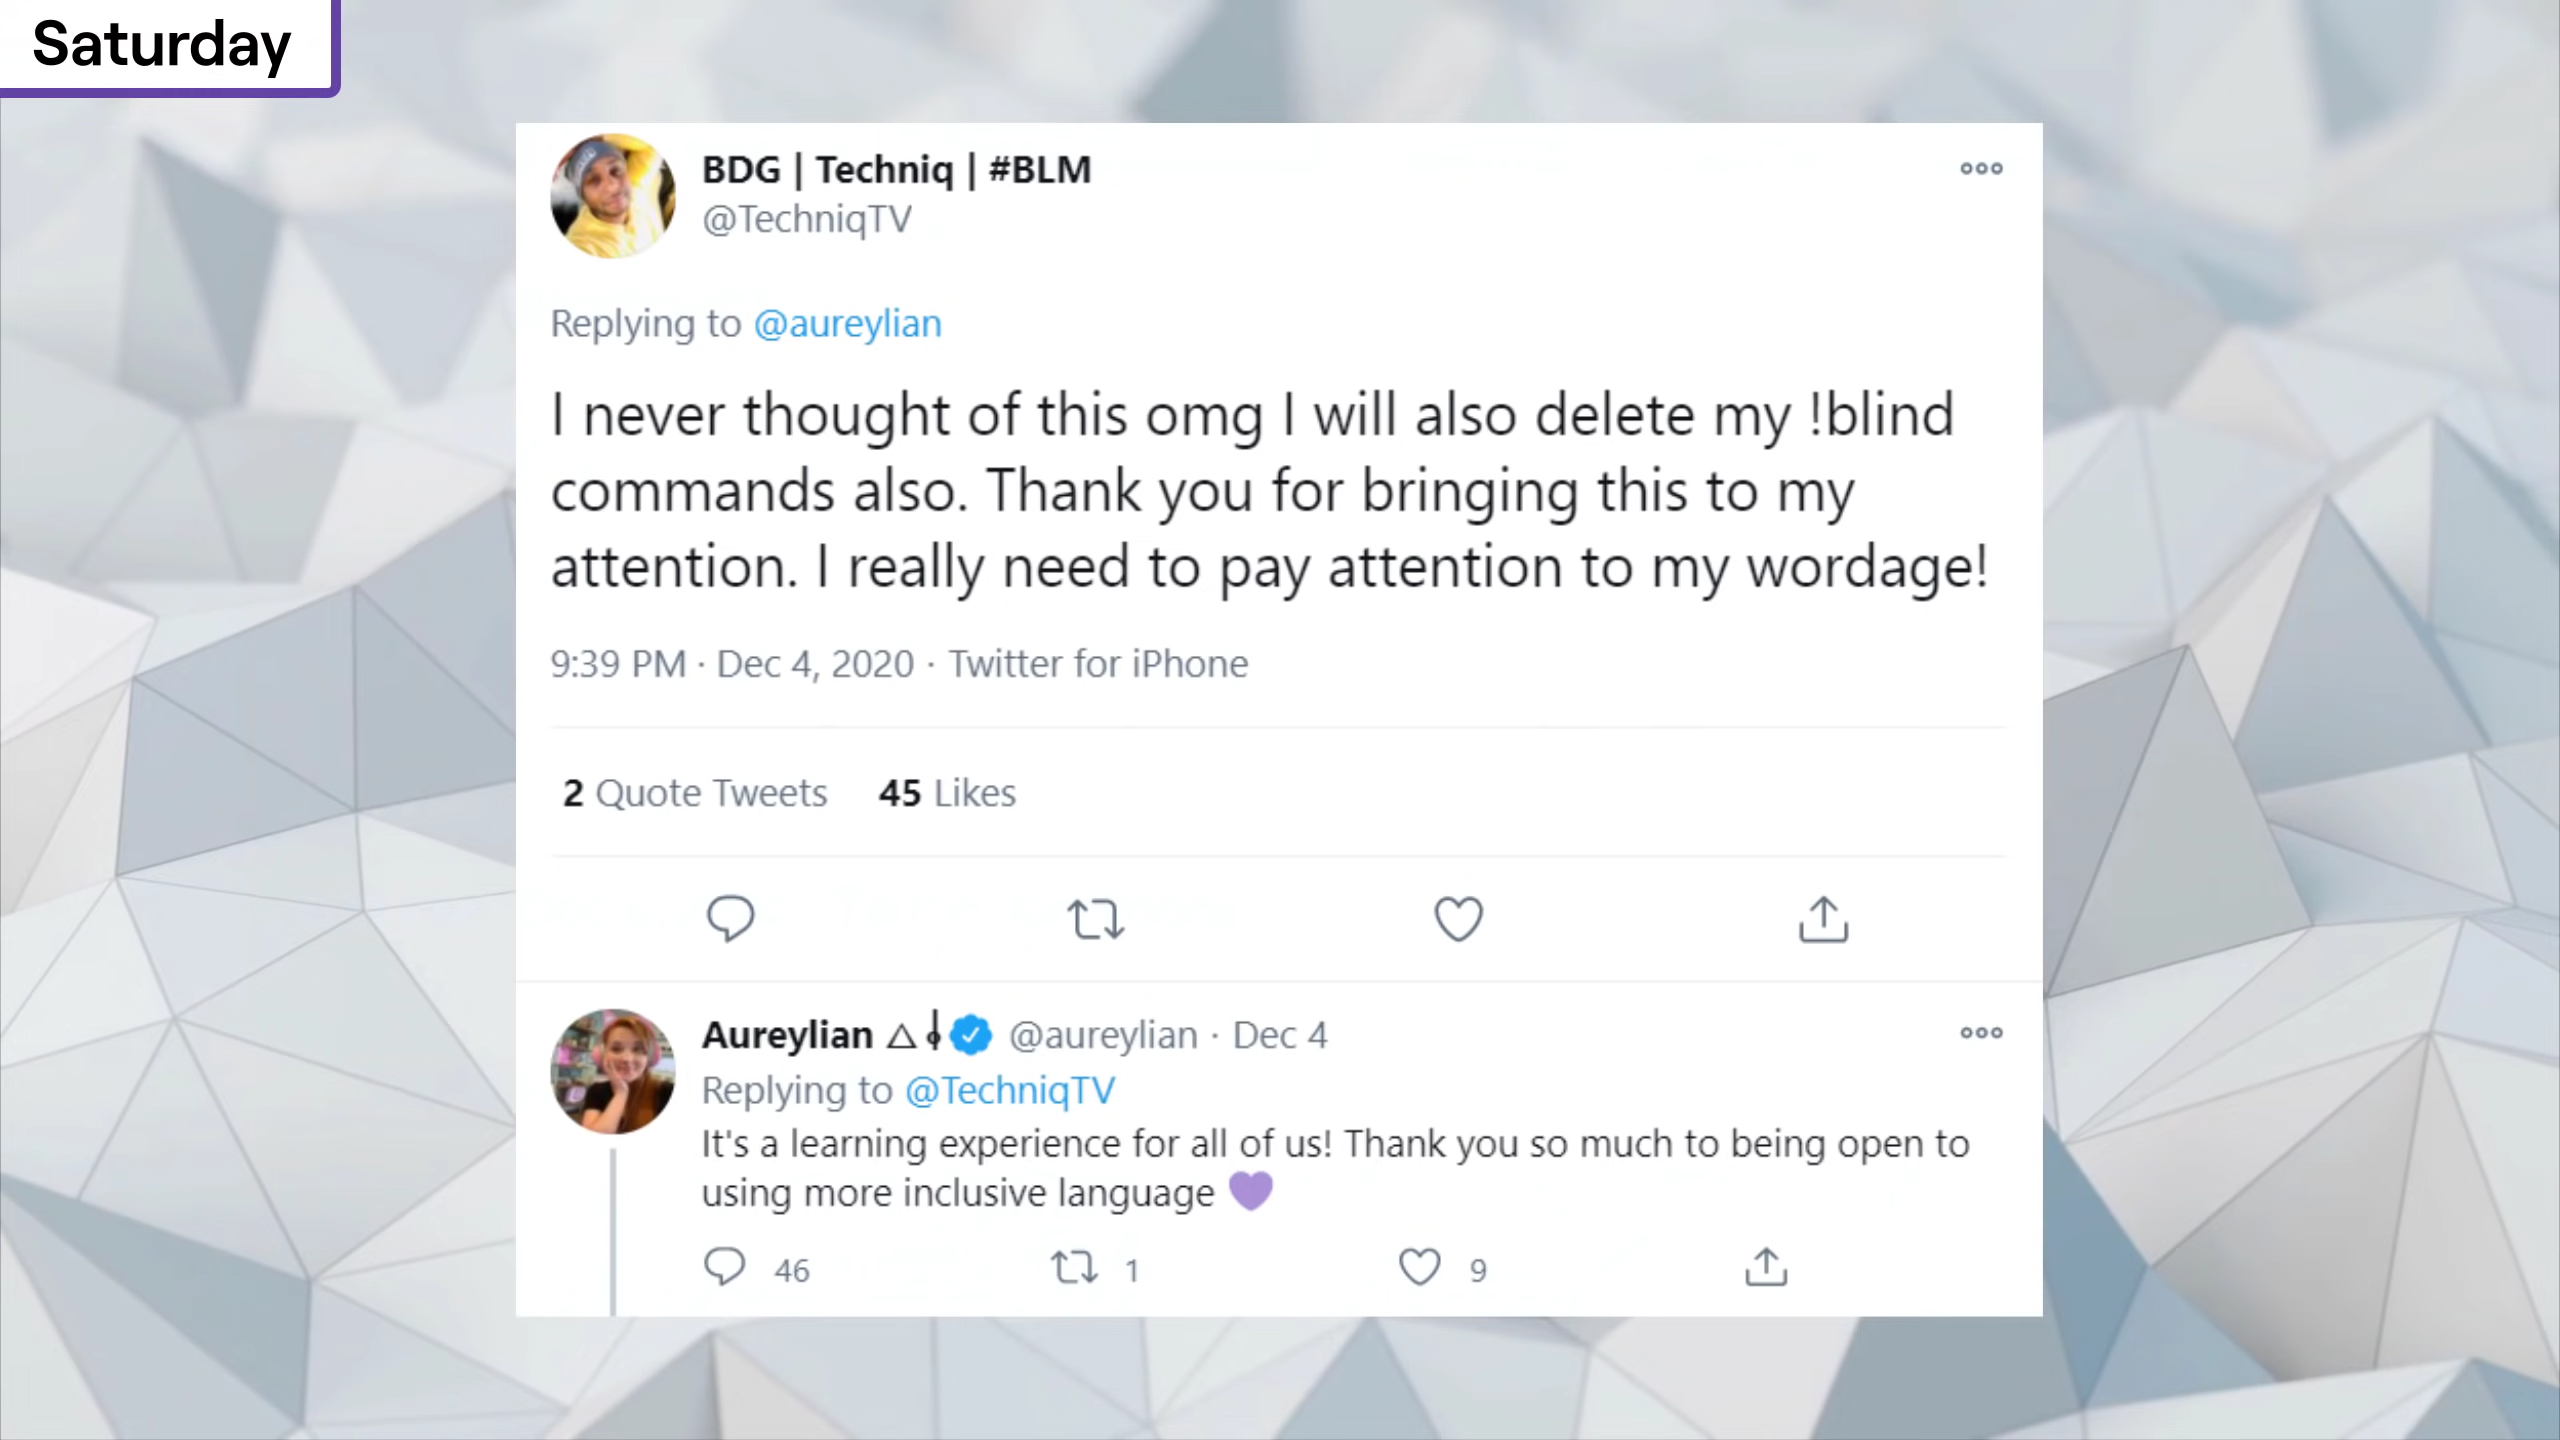 Saturday
BDG | Techniq | #BLM
@TechniqTV
Replying to @aureylian
I never thought of this omg I will also delete my !blind
commands also. Thank you for bringing this to my
attention. I really need to pay attention to my wordage!
9:39 PM · Dec 4, 2020 · Twitter for iPhone
2 Quote Tweets 45 Likes
Aureylian @aureylian · Dec 4
Replying to @TechniqTV
It's a learning experience for all of us! Thank you so much to being open to
using more inclusive language 💜
46 1 9